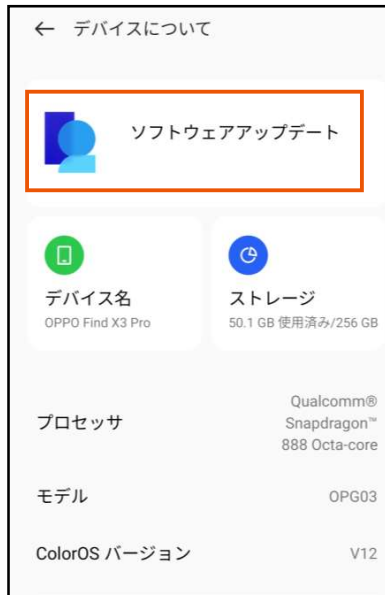 ← デバイスについて
ソフトウェアアップデート
デバイス名
OPPO Find X3 Pro
ストレージ
50.1 GB 使用済み/256 GB
プロセッサ
Qualcomm®
Snapdragon™
888 Octa-core
モデル
OPG03
ColorOS バージョン
V12